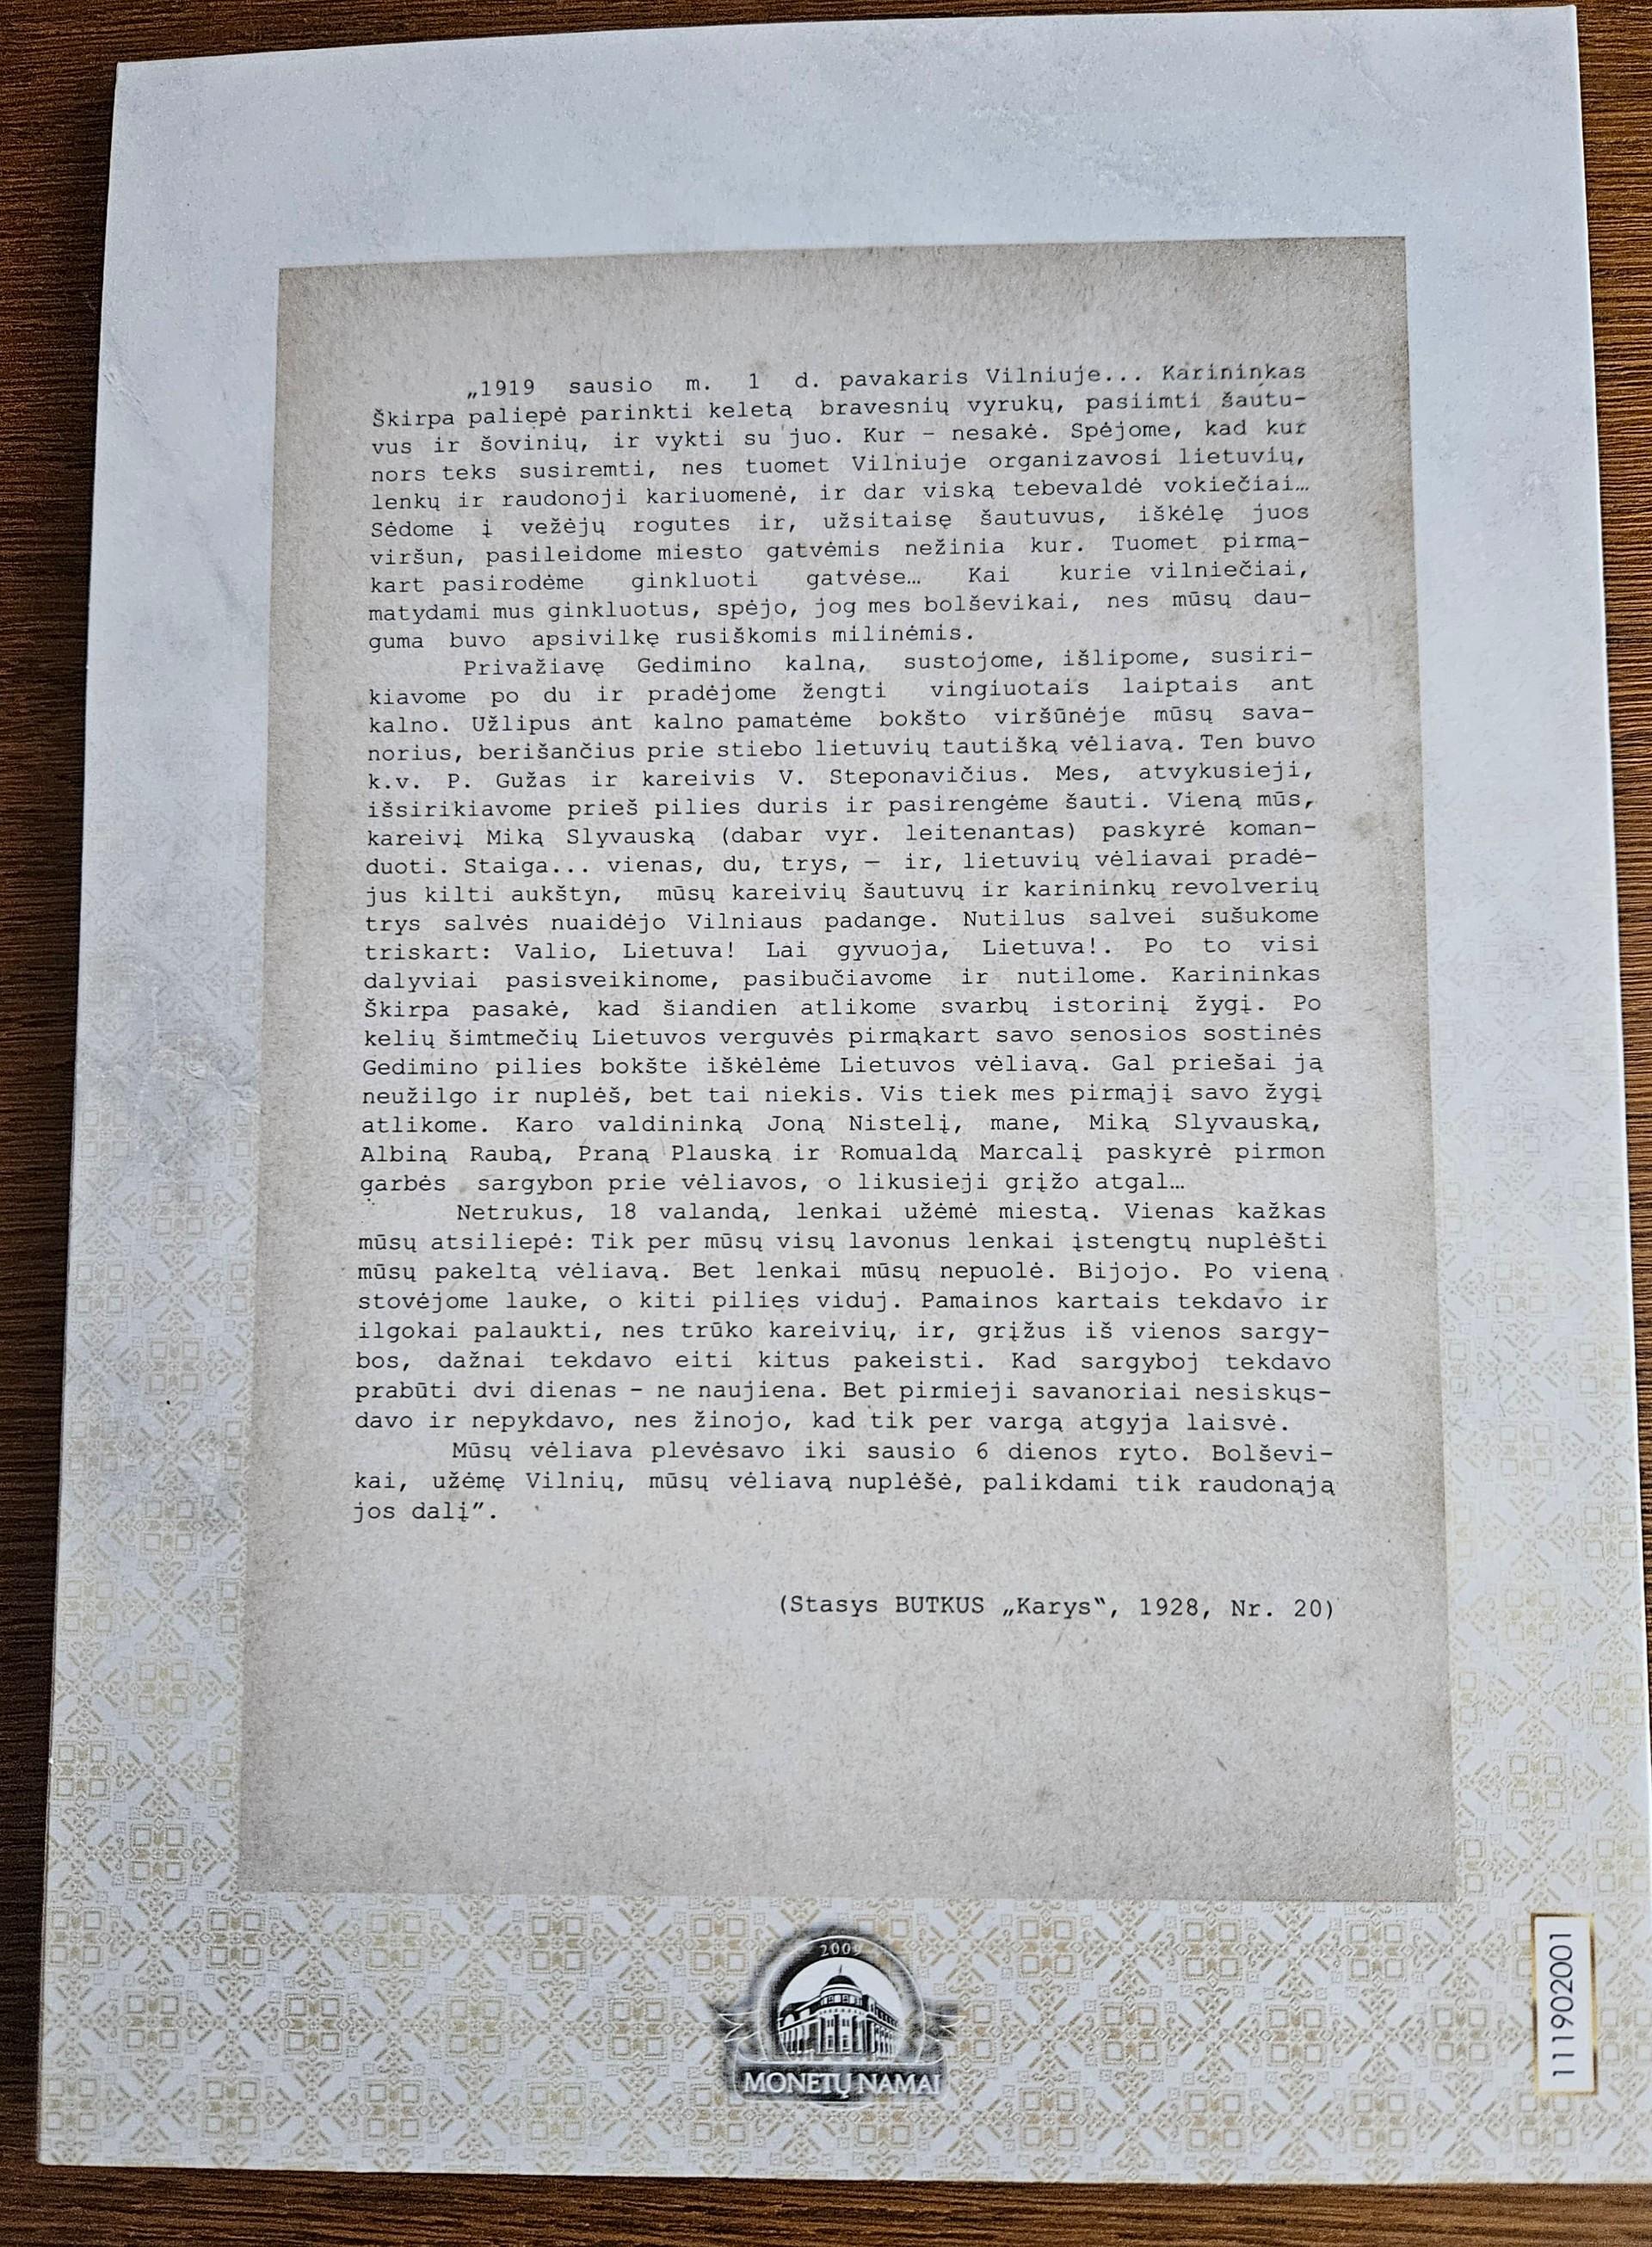 „1919 sausio m. 1 d. pavakaris Vilniuje... Karininkas
Škirpa paliepė parinkti keletą bravesnių vyrukų, pasiimti šautu-
vus ir šovinių, ir vykti su juo. Kur – nesakė. Spėjome, kad kur
nors teks susiremti, nes tuomet Vilniuje organizavosi lietuvių,
lenkų ir raudonoji kariuomenė, ir dar viską tebevaldė vokiečiai…
Sėdome į vežėjų rogutes ir, užsitaisę šautuvus, iškėlę juos
viršun, pasileidome miesto gatvėmis nežinia kur. Tuomet pirmą-
kart pasirodėme ginkluoti gatvėse… Kai kurie vilniečiai,
matydami mus ginkluotus, spėjo, jog mes bolševikai, nes mūsų dau-
guma buvo apsivilkę rusiškomis milinėmis.
Privažiavę Gedimino kalną, sustojome, išlipome, susiri-
kiavome po du ir pradėjome žengti vingiuotais laiptais ant
kalno. Užlipus ant kalno pamatėme bokšto viršūnėje mūsų sava-
norius, berišančius prie stiebo lietuvių tautišką vėliavą. Ten buvo
k.v. P. Gužas ir kareivis V. Steponavičius. Mes, atvykusieji,
išsirikiavome prieš pilies duris ir pasirengėme šauti. Vieną mūs,
kareivį Miką Slyvauską (dabar vyr. leitenantas) paskyrė koman-
duoti. Staiga... vienas, du, trys, – ir, lietuvių vėliavai pradė-
jus kilti aukštyn, mūsų kareivių šautuvų ir karininkų revolverių
trys salvės nuaidėjo Vilniaus padange. Nutilus salvei sušukome
triskart: Valio, Lietuva! Lai gyvuoja, Lietuva!. Po to visi
dalyviai pasisveikinome, pasibučiavome ir nutilome. Karininkas
Škirpa pasakė, kad šiandien atlikome svarbų istorinį žygį. Po
kelių šimtmečių Lietuvos verguvės pirmąkart savo senosios sostinės
Gedimino pilies bokšte iškėlėme Lietuvos vėliavą. Gal priešai ją
neužilgo ir nuplėš, bet tai niekis. Vis tiek mes pirmąjį savo žygį
atlikome. Karo valdininką Joną Nistelį, mane, Miką Slyvauską,
Albiną Raubą, Praną Plauską ir Romualdą Marcalį paskyrė pirmon
garbės sargybon prie vėliavos, o likusieji grįžo atgal…
Netrukus, 18 valandą, lenkai užėmė miestą. Vienas kažkas
mūsų atsiliepė: Tik per mūsų visų lavonus lenkai įstengtų nuplėšti
mūsų pakeltą vėliavą. Bet lenkai mūsų nepuolė. Bijojo. Po vieną
stovėjome lauke, o kiti pilies viduj. Pamainos kartais tekdavo ir
ilgokai palaukti, nes trūko kareivių, ir, grįžus iš vienos sargy-
bos, dažnai tekdavo eiti kitus pakeisti. Kad sargyboj tekdavo
prabūti dvi dienas – ne naujiena. Bet pirmieji savanoriai nesiskųs-
davo ir nepykdavo, nes žinojo, kad tik per vargą atgyja laisvė.
Mūsų vėliava plevėsavo iki sausio 6 dienos ryto. Bolševi-
kai, užėmę Vilnių, mūsų vėliavą nuplėšė, palikdami tik raudonąją
jos dalį”.
(Stasys BUTKUS „Karys“, 1928, Nr. 20)
2009
MONETŲ NAMAI
111902001